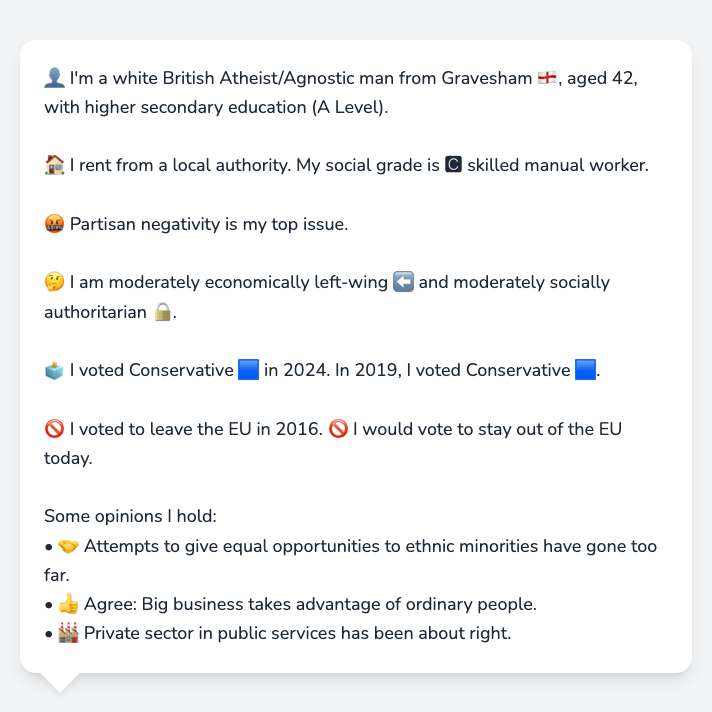 👤 I'm a white British Atheist/Agnostic man from Gravesham 🏴󠁧󠁢󠁥󠁮󠁧󠁿, aged 42,
with higher secondary education (A Level).
🏠 I rent from a local authority. My social grade is 🅲 skilled manual worker.
🤬 Partisan negativity is my top issue.
🤔 I am moderately economically left-wing ⬅️ and moderately socially
authoritarian 🔒.
🗳️ I voted Conservative 🟦 in 2024. In 2019, I voted Conservative 🟦.
🚫 I voted to leave the EU in 2016. 🚫 I would vote to stay out of the EU
today.
Some opinions I hold:
• 🤝 Attempts to give equal opportunities to ethnic minorities have gone too
far.
• 👍 Agree: Big business takes advantage of ordinary people.
• 🏭 Private sector in public services has been about right.